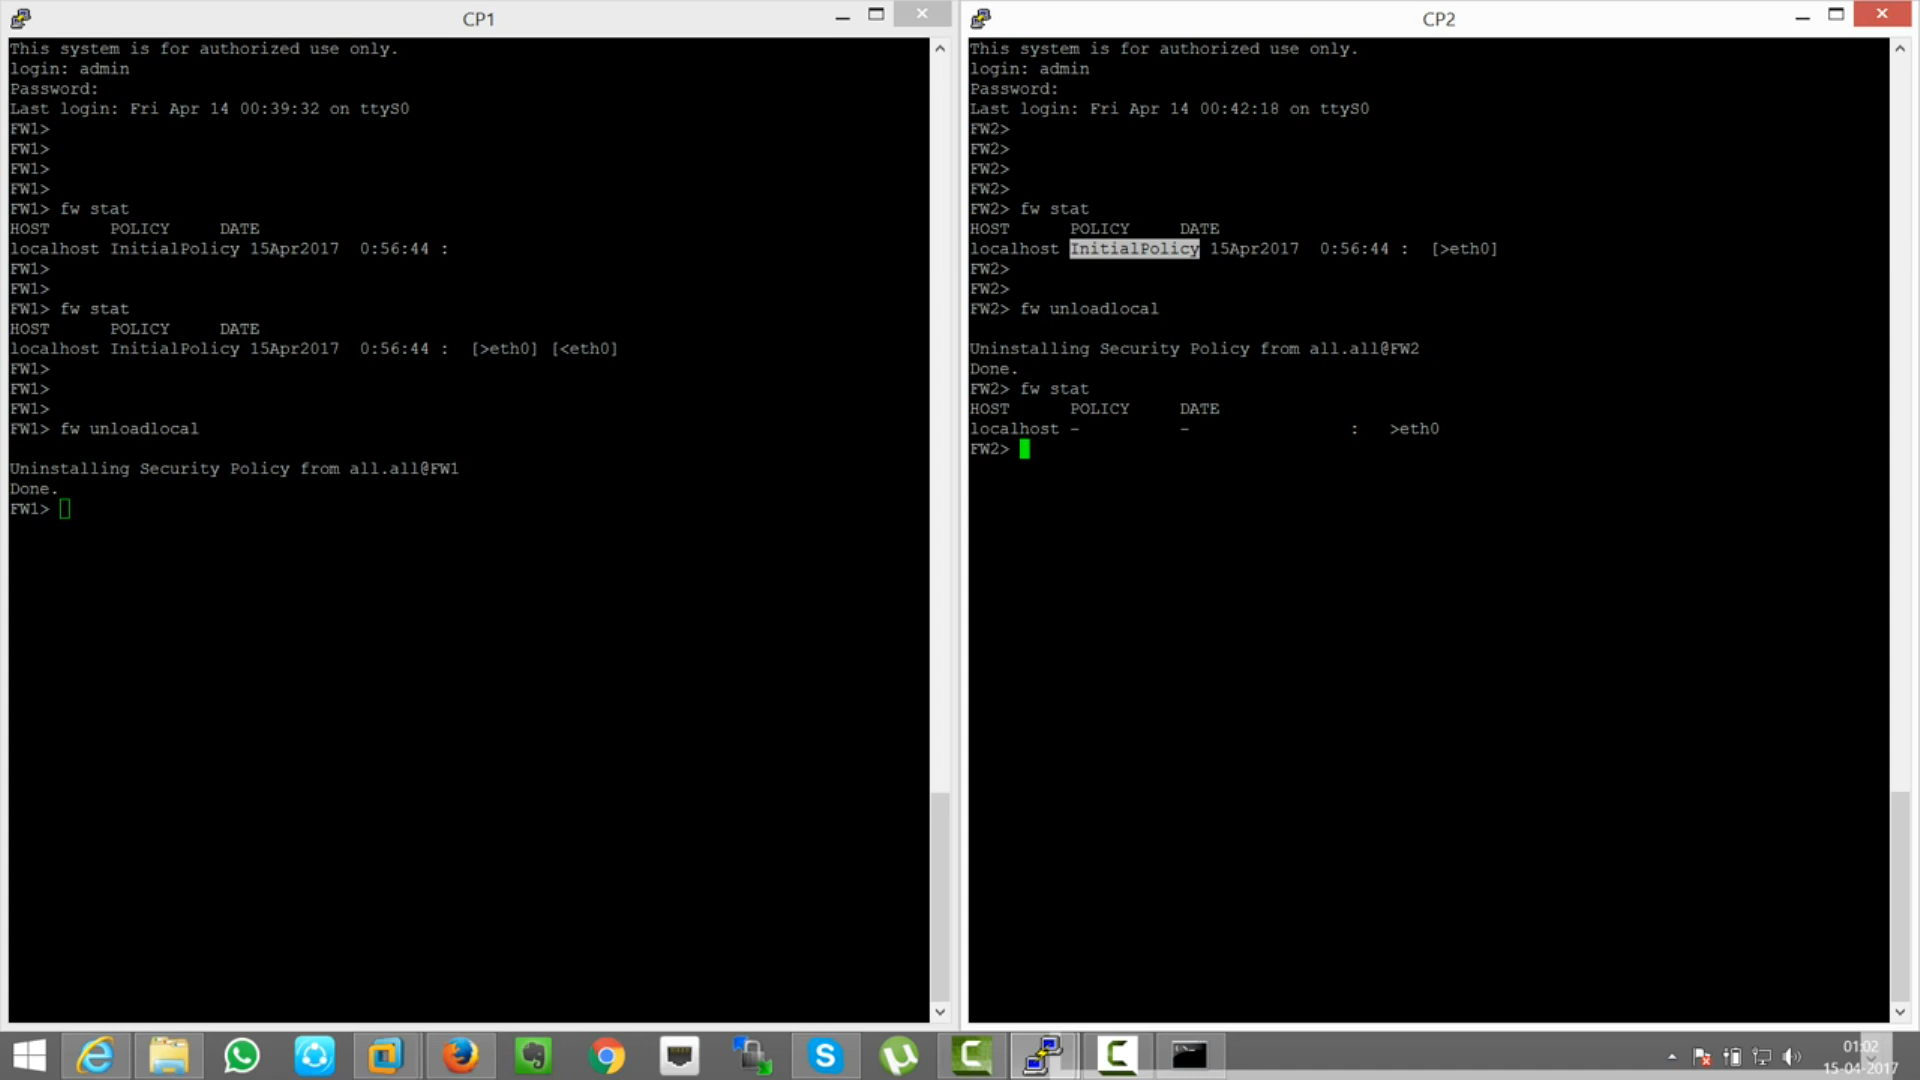 CP1
This system is for authorized use only.
login: admin
Password:
Last login: Fri Apr 14 00:39:32 on ttyS0
FW1>
FW1>
FW1>
FW1>
FW1> fw stat
HOST POLICY DATE
localhost InitialPolicy 15Apr2017 0:56:44 :
FW1>
FW1>
FW1> fw stat
HOST POLICY DATE
localhost InitialPolicy 15Apr2017 0:56:44 : [>eth0] [<eth0]
FW1>
FW1>
FW1>
FW1> fw unloadlocal
Uninstalling Security Policy from all.all@FW1
Done.
FW1>
CP2
This system is for authorized use only.
login: admin
Password:
Last login: Fri Apr 14 00:42:18 on ttyS0
FW2>
FW2>
FW2>
FW2>
FW2> fw stat
HOST POLICY DATE
localhost InitialPolicy 15Apr2017 0:56:44 : [>eth0]
FW2>
FW2>
FW2> fw unloadlocal
Uninstalling Security Policy from all.all@FW2
Done.
FW2> fw stat
HOST POLICY DATE
localhost - - : >eth0
FW2>
01:02
15-04-2017